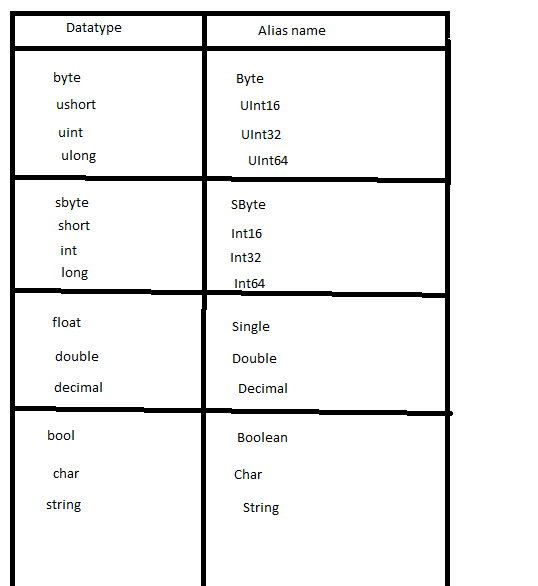 Datatype Alias name
byte Byte
ushort UInt16
uint UInt32
ulong UInt64
sbyte SByte
short Int16
int Int32
long Int64
float Single
double Double
decimal Decimal
bool Boolean
char Char
string String